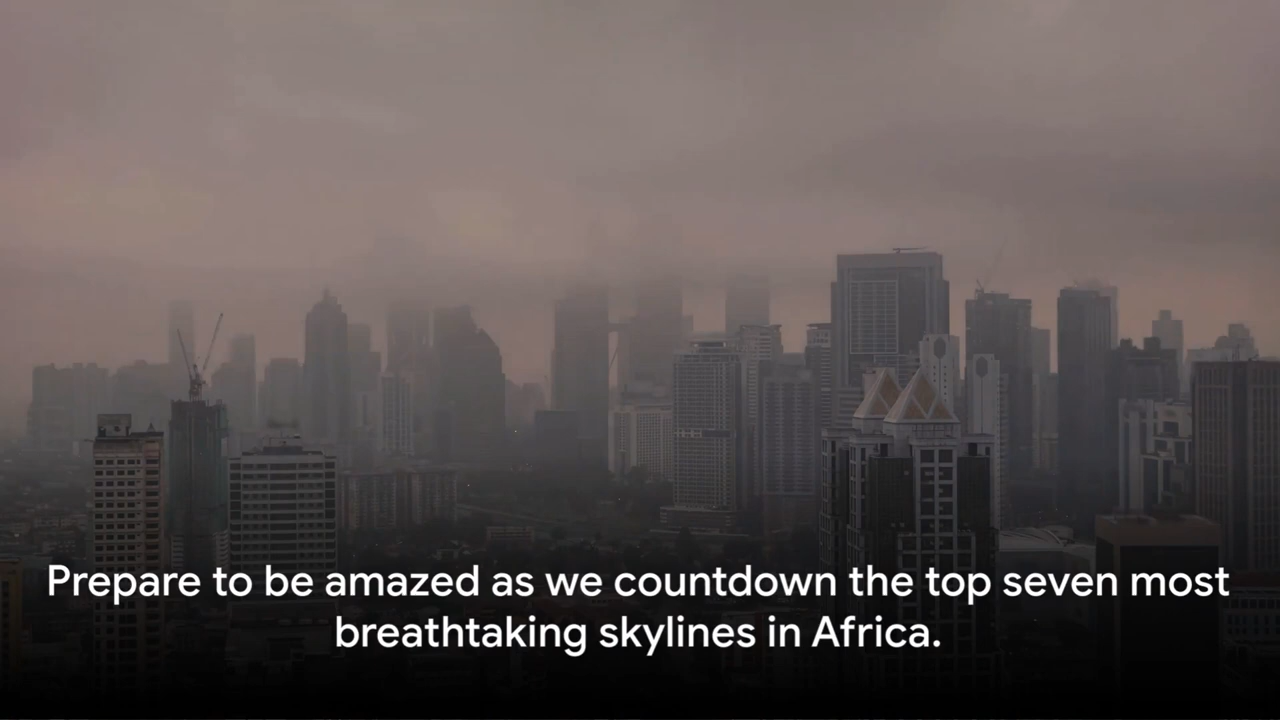 Prepare to be amazed as we countdown the top seven most
breathtaking skylines in Africa.